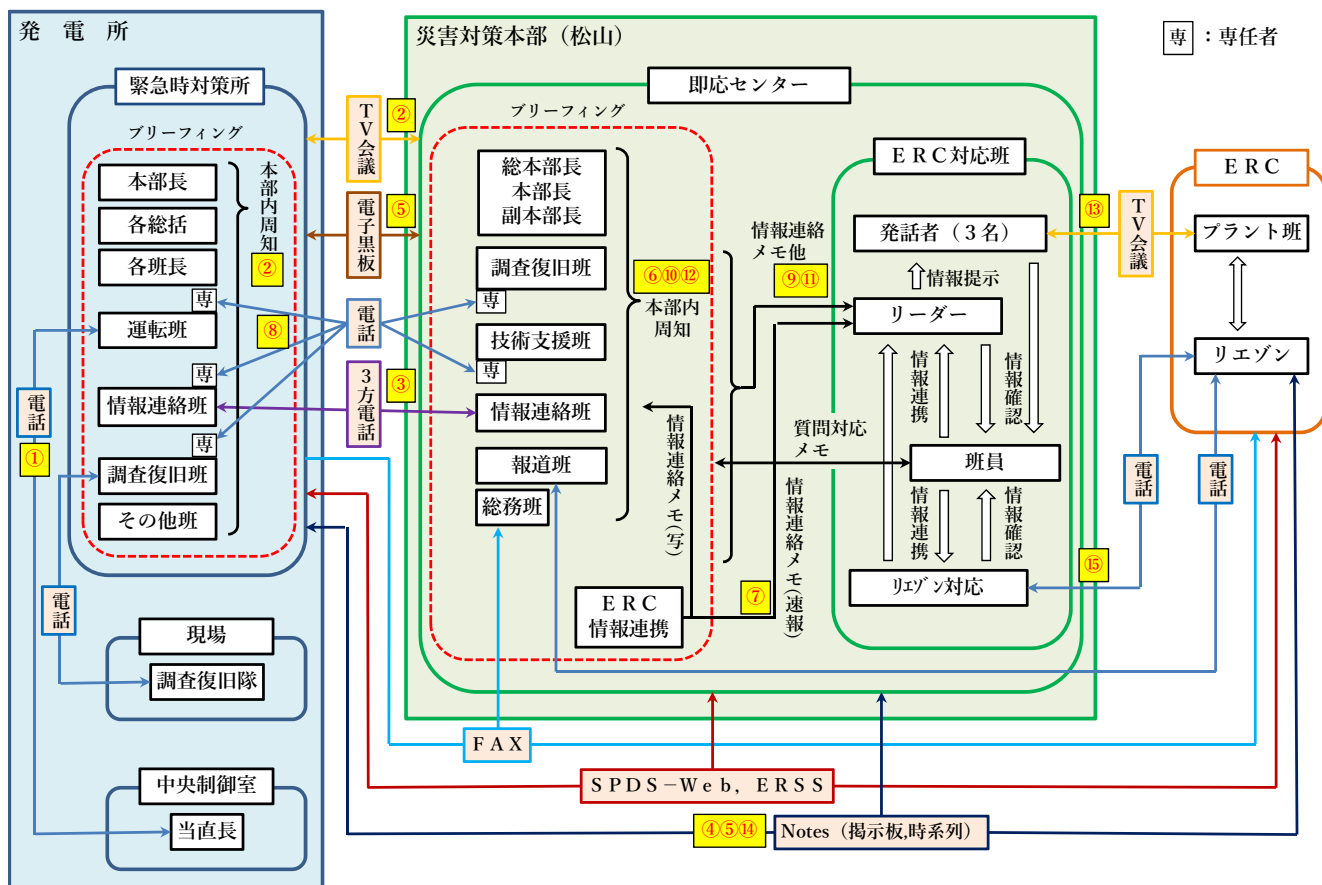 発 電 所
緊急時対策所
ブリーフィング
本部長
各総括
各班長
専
運転班
専
情報連絡班
専
調査復旧班
その他班
本部内周知
②
⑧
電話
①
電話
現場
調査復旧隊
中央制御室
当直長
TV会議
②
電子黒板
⑤
電話
3方電話
③
災害対策本部（松山）
即応センター
ブリーフィング
総本部長
本部長
副本部長
調査復旧班
専
技術支援班
専
情報連絡班
報道班
総務班
⑥⑩⑫
本部内
周知
情報連絡メモ(写)
ERC
情報連携
⑦
情報連絡メモ(速報)
情報連絡
メモ他
⑨⑪
質問対応
メモ
ERC対応班
発話者（3名）
情報提示
リーダー
情報連携
情報確認
班員
情報連携
情報確認
ﾘｴｿﾞﾝ対応
専 ：専任者
⑬
TV会議
⑮
ERC
プラント班
リエゾン
電話
電話
FAX
SPDS−Web，ERSS
④⑤⑭
Notes（掲示板,時系列）